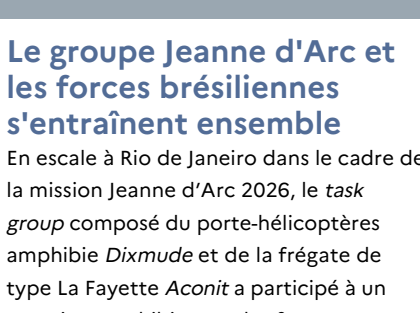 Le groupe Jeanne d'Arc et
les forces brésiliennes
s'entraînent ensemble
En escale à Rio de Janeiro dans le cadre de
la mission Jeanne d’Arc 2026, le task
group composé du porte-hélicoptères
amphibie Dixmude et de la frégate de
type La Fayette Aconit a participé à un